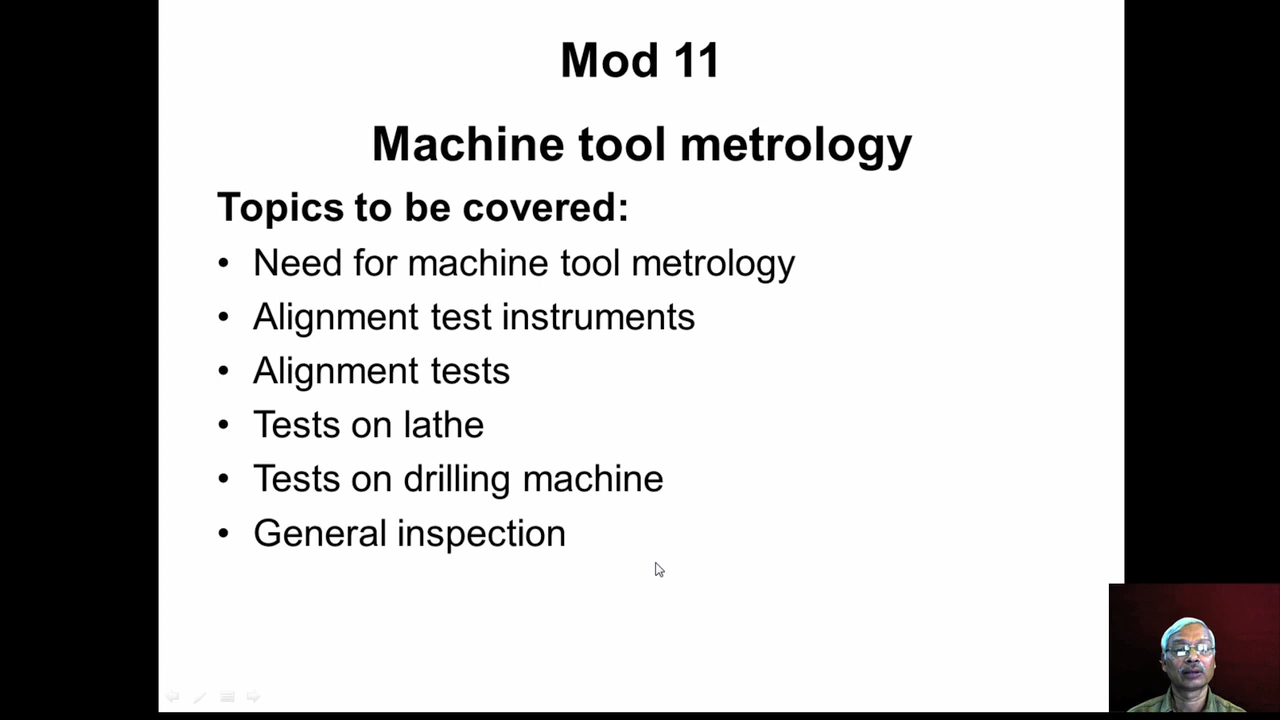 Mod 11
Machine tool metrology
Topics to be covered:
• Need for machine tool metrology
• Alignment test instruments
• Alignment tests
• Tests on lathe
• Tests on drilling machine
• General inspection